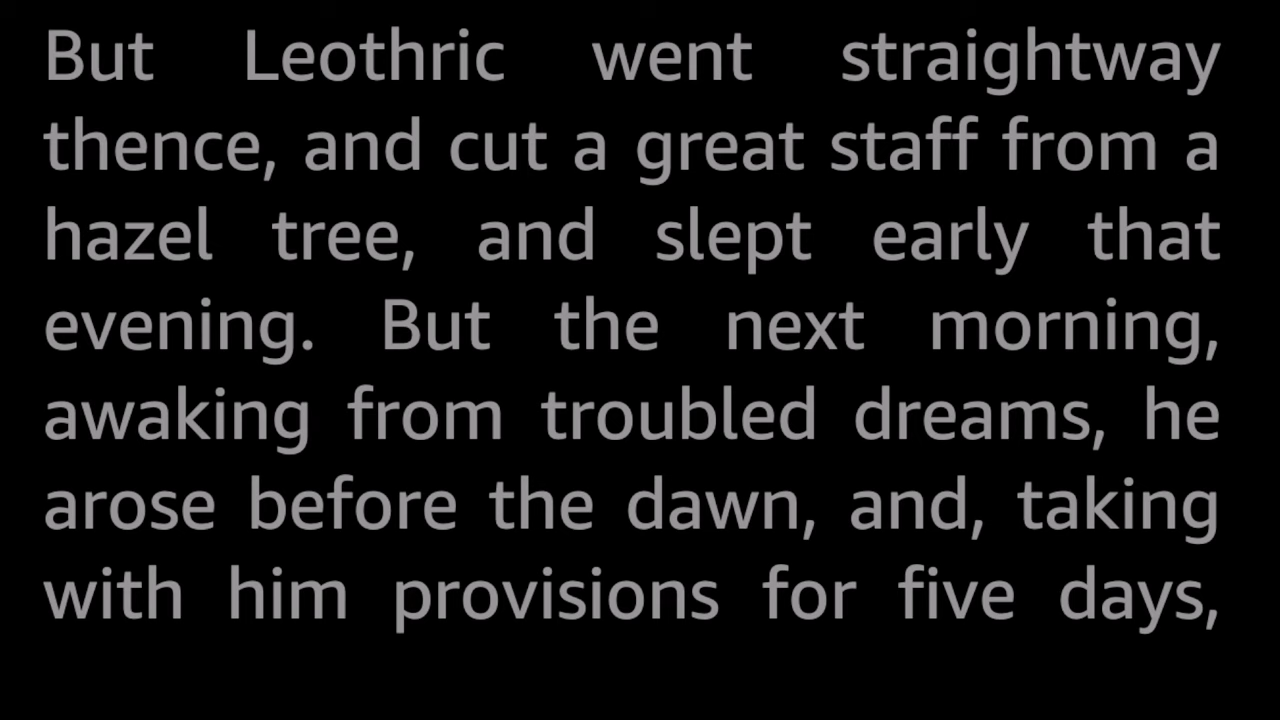 But Leothric went straightway
thence, and cut a great staff from a
hazel tree, and slept early that
evening. But the next morning,
awaking from troubled dreams, he
arose before the dawn, and, taking
with him provisions for five days,